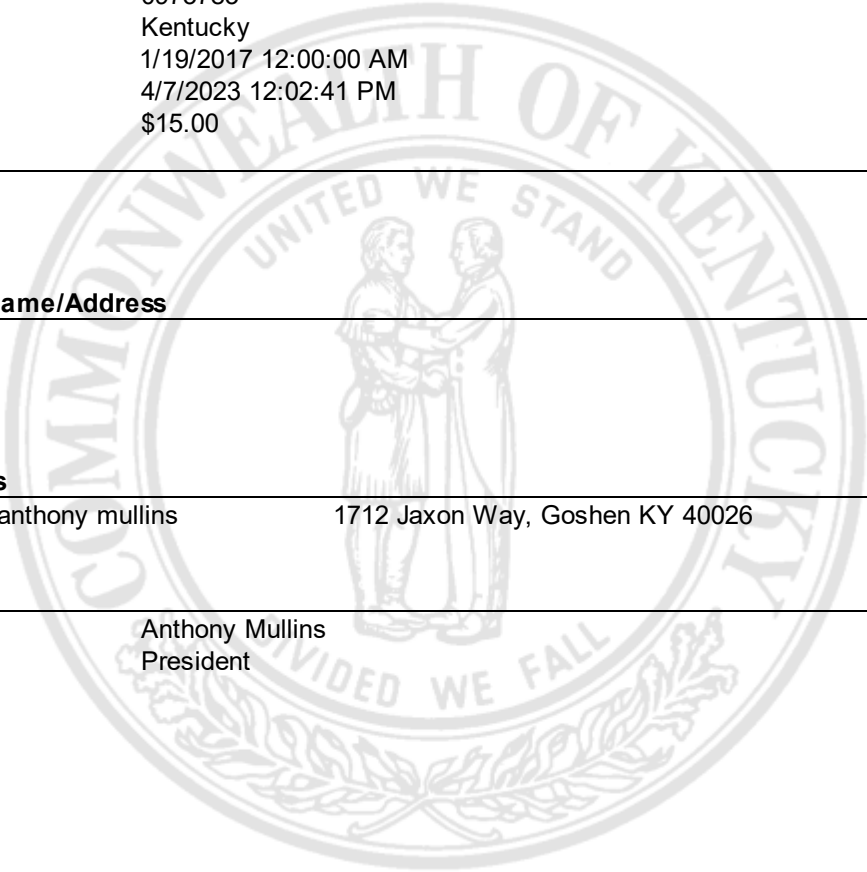 Kentucky
1/19/2017 12:00:00 AM
4/7/2023 12:02:41 PM
$15.00
COMMONWEALTH OF KENTUCKY
UNITED WE STAND
ame/Address
s
anthony mullins 1712 Jaxon Way, Goshen KY 40026
Anthony Mullins
President
DIVIDED WE FALL